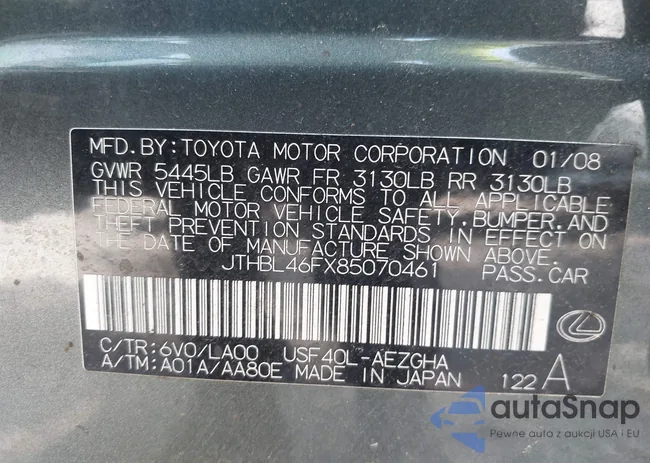 MFD.BY:TOYOTA MOTOR CORPORATION 01/08
GVWR 5445LB GAWR FR 3130LB RR 3130LB
THIS VEHICLE CONFORMS TO ALL APPLICABLE
FEDERAL MOTOR VEHICLE SAFETY,BUMPER,AND
THEFT PREVENTION STANDARDS IN EFFECT ON
THE DATE OF MANUFACTURE SHOWN ABOVE.
JTHBL46FX85070461 PASS.CAR
C/TR:6V0/LA00 USF40L-AEZGHA
A/TM:A01A/AA80E MADE IN JAPAN 122 A
autaSnap
Pewne auto z aukcji USA i EU